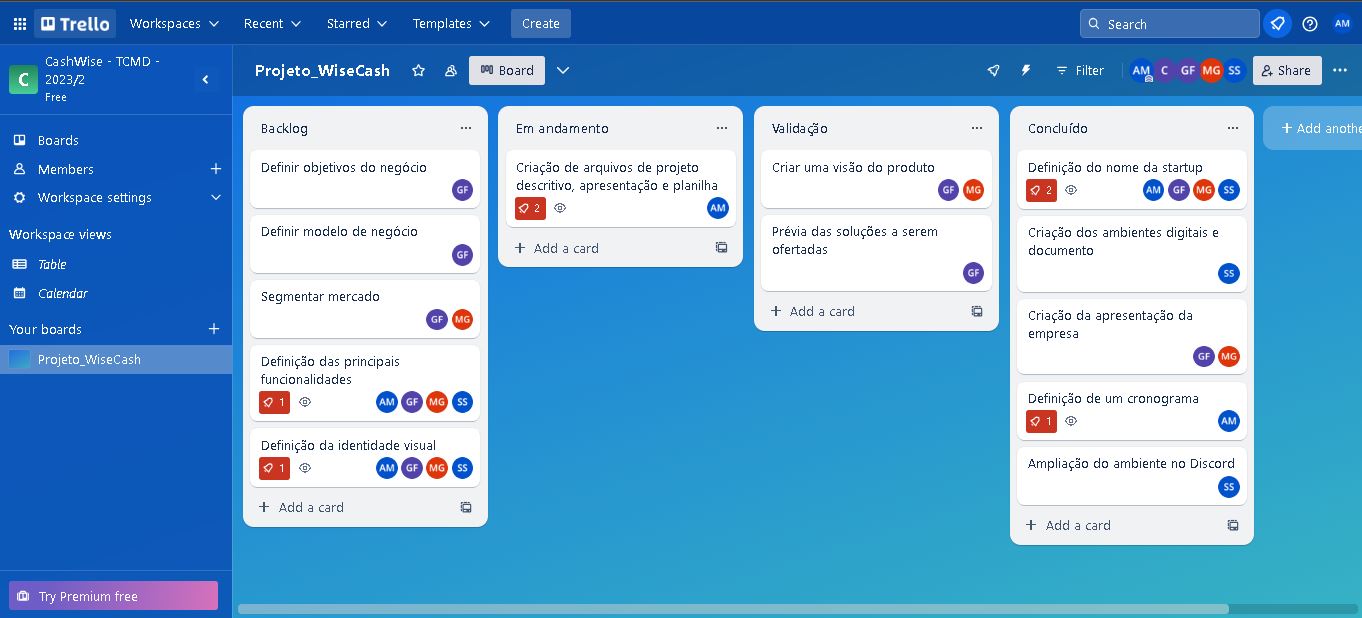 Trello
Workspaces
Recent
Starred
Templates
Create
Search
AM
C
CashWise - TCMD -
2023/2
Free
Projeto_WiseCash
Board
Filter
AM
C
GF
MG
SS
Share
Boards
Members
Workspace settings
Workspace views
Table
Calendar
Your boards
Projeto_WiseCash
Try Premium free
Backlog
Definir objetivos do negócio
GF
Definir modelo de negócio
GF
Segmentar mercado
GF MG
Definição das principais
funcionalidades
1 AM GF MG SS
Definição da identidade visual
1 AM GF MG SS
+ Add a card
Em andamento
Criação de arquivos de projeto
descritivo, apresentação e planilha
2 AM
+ Add a card
Validação
Criar uma visão do produto
GF MG
Prévia das soluções a serem
ofertadas
GF
+ Add a card
Concluído
Definição do nome da startup
2 AM GF MG SS
Criação dos ambientes digitais e
documento
SS
Criação da apresentação da
empresa
GF MG
Definição de um cronograma
1 AM
Ampliação do ambiente no Discord
SS
+ Add a card
+ Add anothe